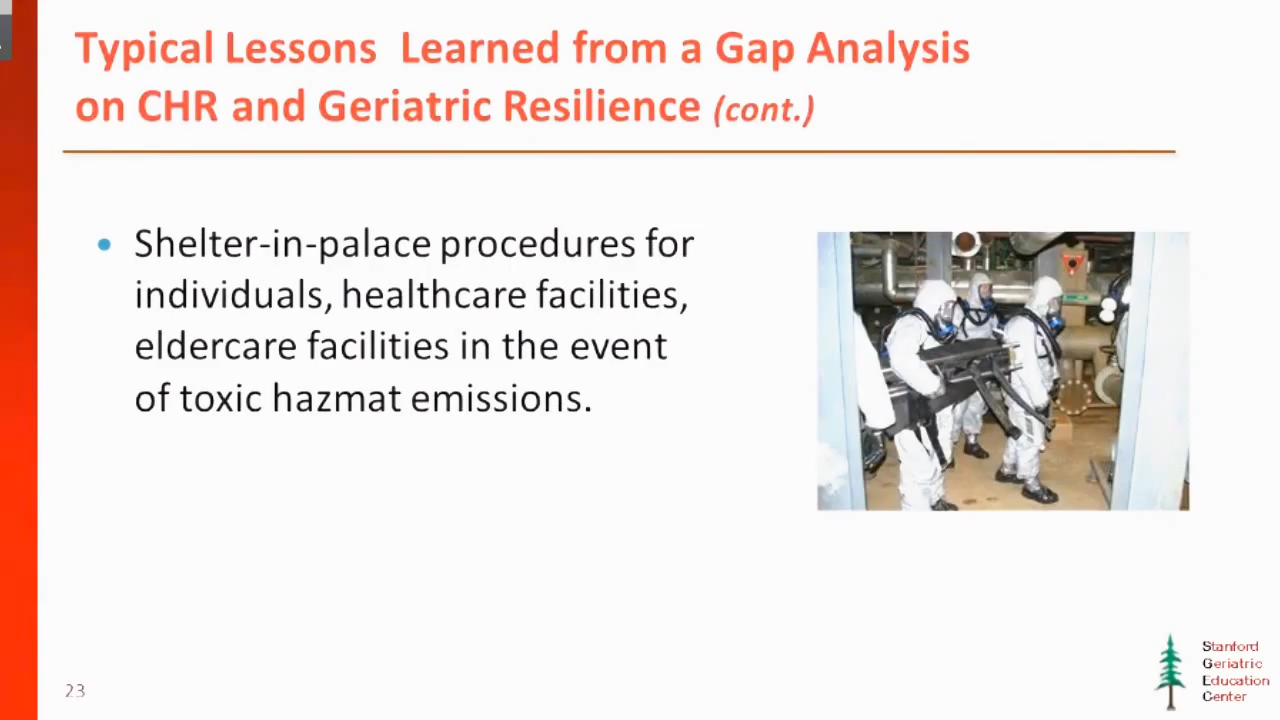 Typical Lessons Learned from a Gap Analysis
on CHR and Geriatric Resilience (cont.)
Shelter-in-palace procedures for
individuals, healthcare facilities,
eldercare facilities in the event
of toxic hazmat emissions.
23
Stanford
Geriatric
Education
Center